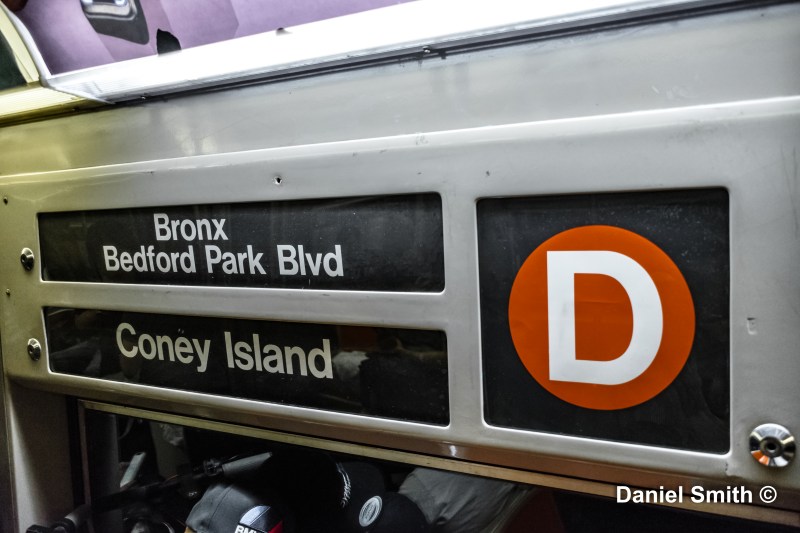 Bronx
Bedford Park Blvd
Coney Island
D
Daniel Smith ©